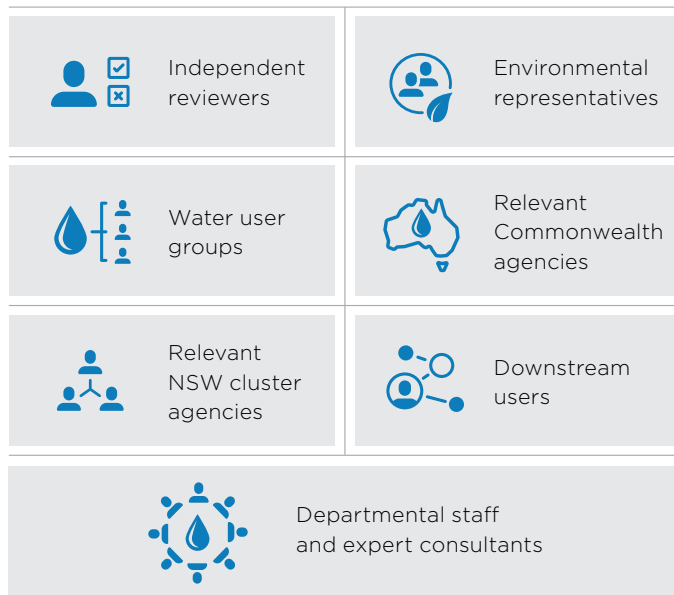 Independent
reviewers
Environmental
representatives
Water user
groups
Relevant
Commonwealth
agencies
Relevant
NSW cluster
agencies
Downstream
users
Departmental staff
and expert consultants